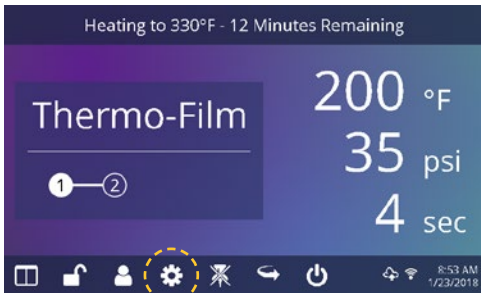 Heating to 330°F - 12 Minutes Remaining
Thermo-Film
1 2
200 °F
35 psi
4 sec
8:53 AM
1/23/2018